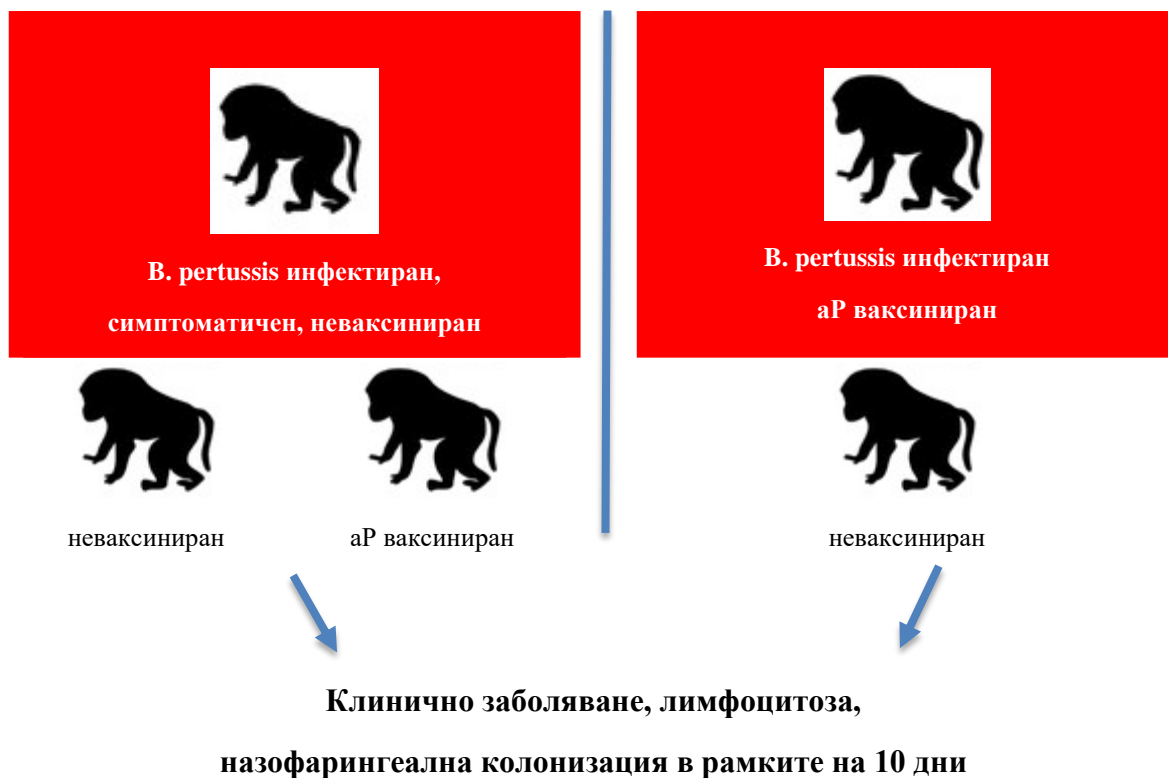 B. pertussis инфектиран,
симптоматичен, неваксиниран
B. pertussis инфектиран
аР ваксиниран
неваксиниран
аР ваксиниран
неваксиниран
Клинично заболяване, лимфоцитоза,
назофарингеална колонизация в рамките на 10 дни